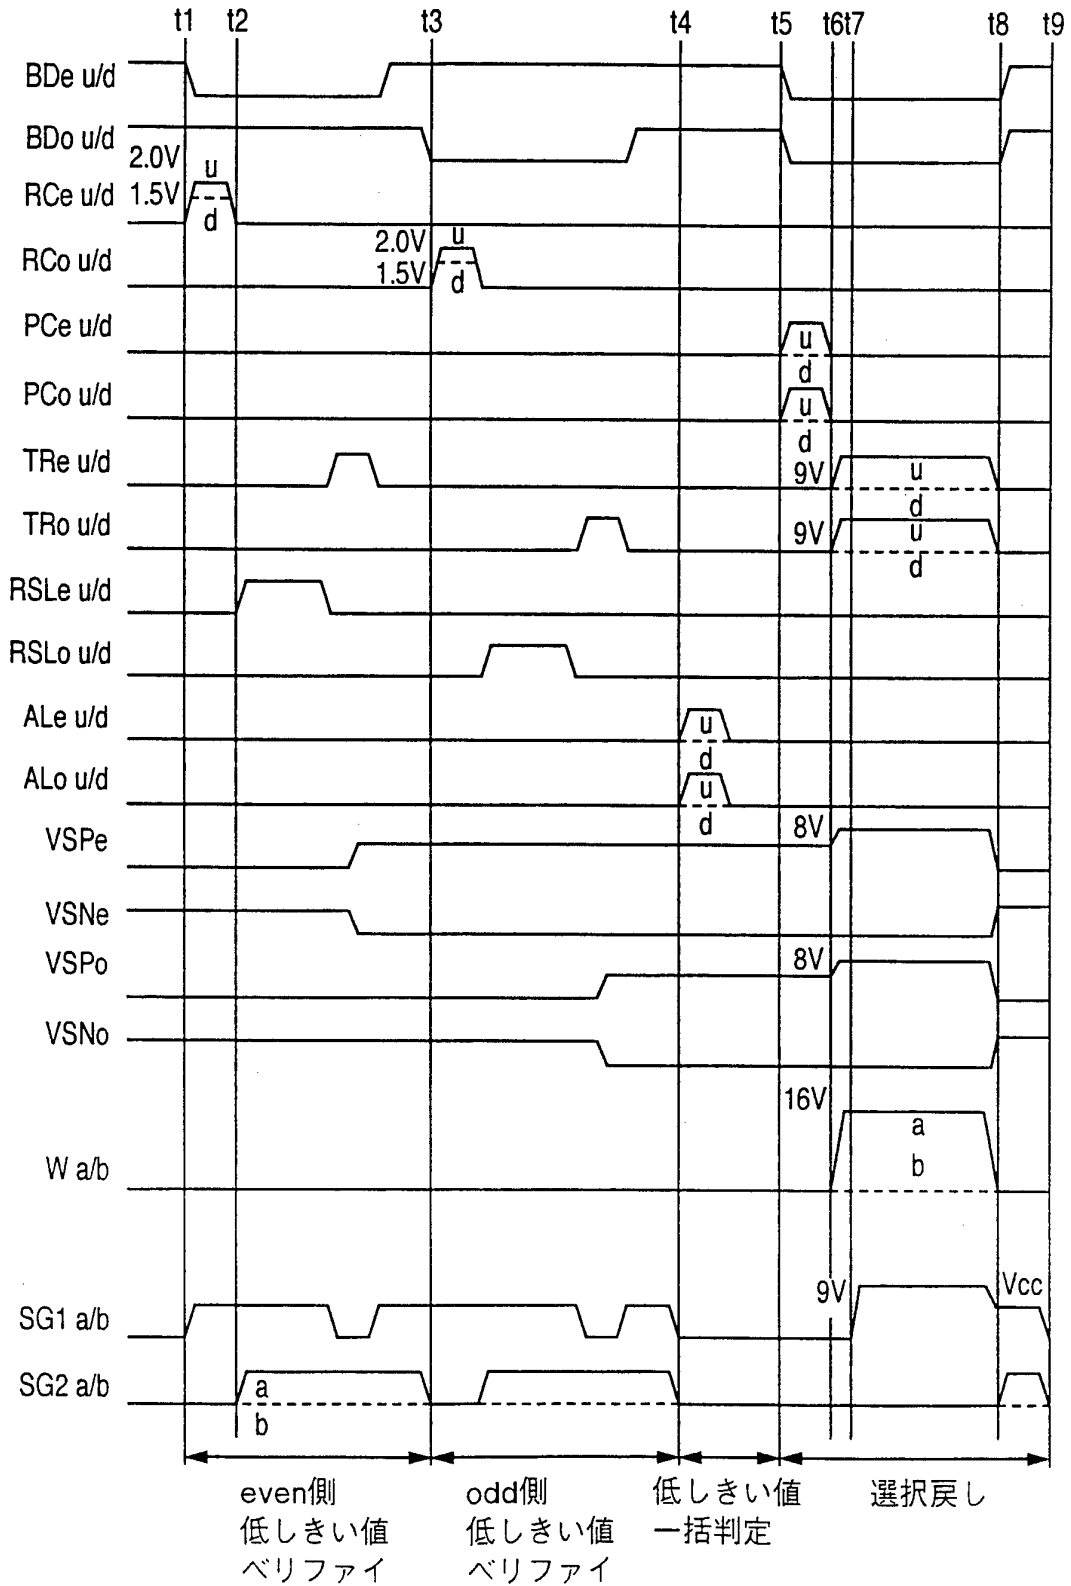 t1 t2 t3 t4 t5 t6 t7 t8 t9
BDe u/d
BDo u/d
2.0V u
RCe u/d 1.5V
d
2.0V u
RCo u/d
1.5V d
PCe u/d u
d
PCo u/d u
d
TRe u/d 9V u
d
TRo u/d 9V u
d
RSLe u/d
RSLo u/d
ALe u/d u
d
ALo u/d u
d
VSPe 8V
VSNe
VSPo 8V
VSNo
16V
a
W a/b b
9V Vcc
SG1 a/b
SG2 a/b a
b
even側
低しきい値
ベリファイ
odd側
低しきい値
ベリファイ
低しきい値
一括判定
選択戻し